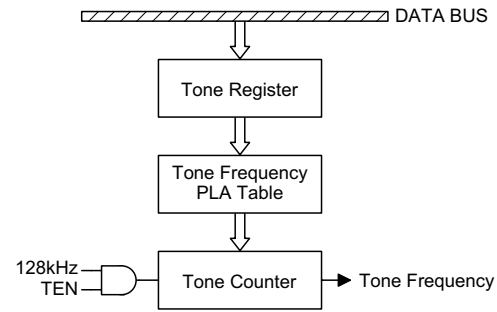 DATA BUS
Tone Register
Tone Frequency
PLA Table
128kHz
TEN
Tone Counter
Tone Frequency